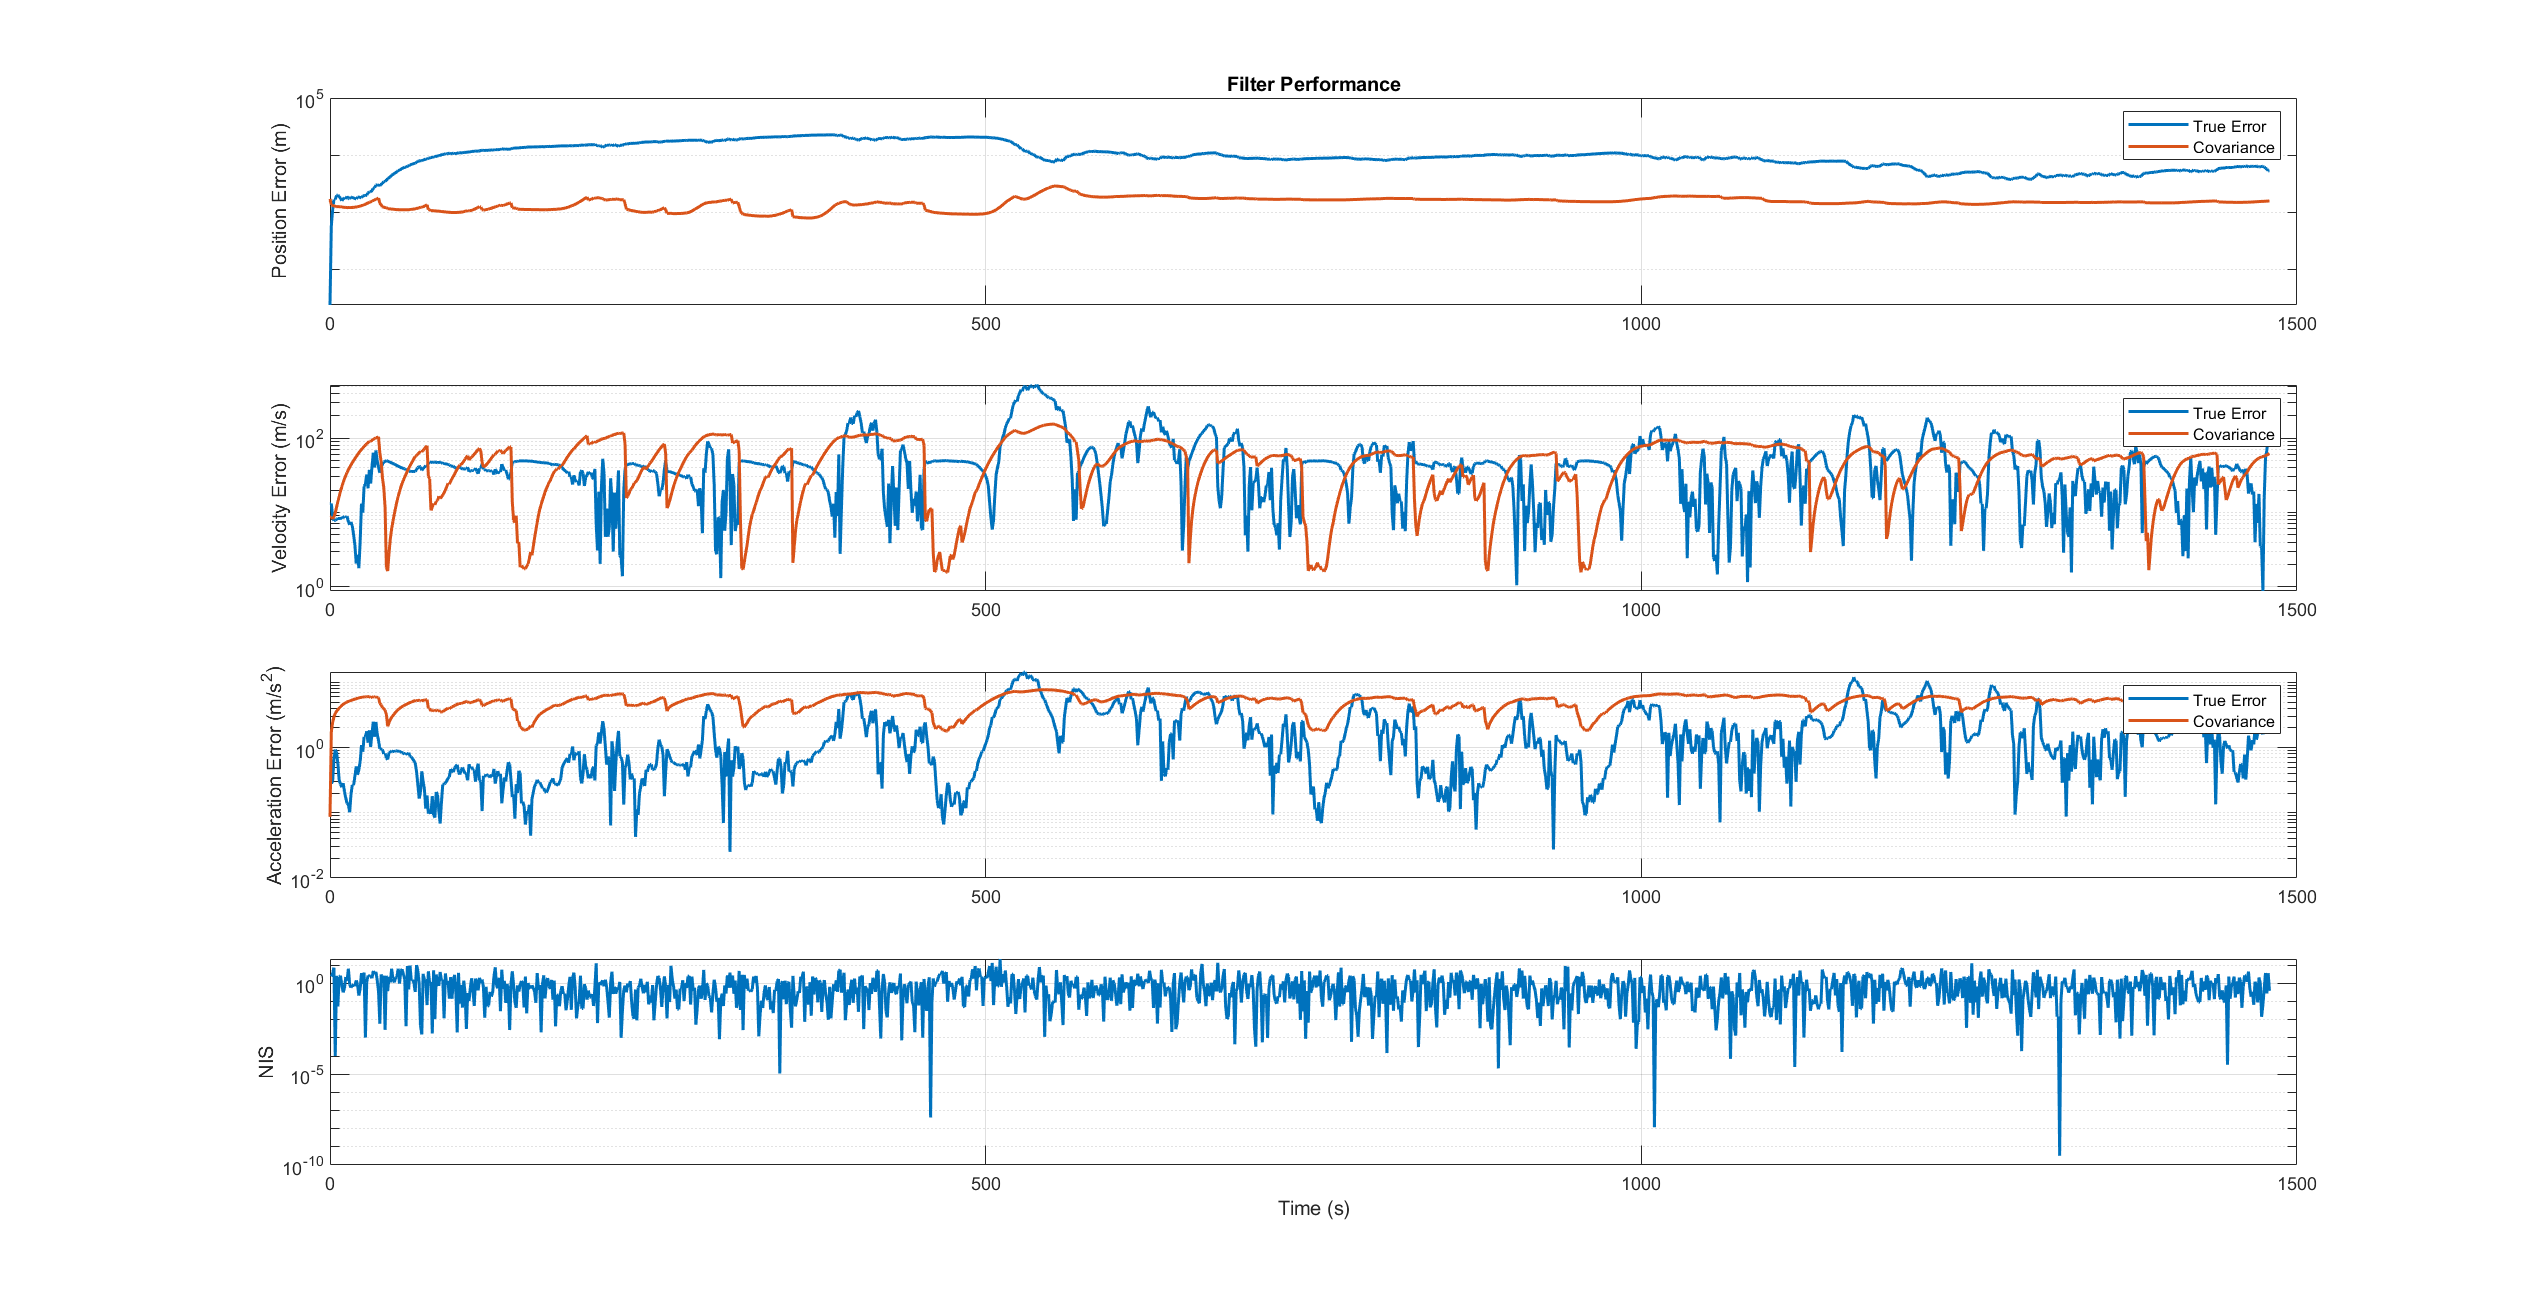 Filter Performance
10^5
Position Error (m)
True Error
Covariance
0 500 1000 1500
Velocity Error (m/s)
10^2
10^0
True Error
Covariance
0 500 1000 1500
Acceleration Error (m/s^2)
10^0
10^-2
True Error
Covariance
0 500 1000 1500
NIS
10^0
10^-5
10^-10
0 500 1000 1500
Time (s)